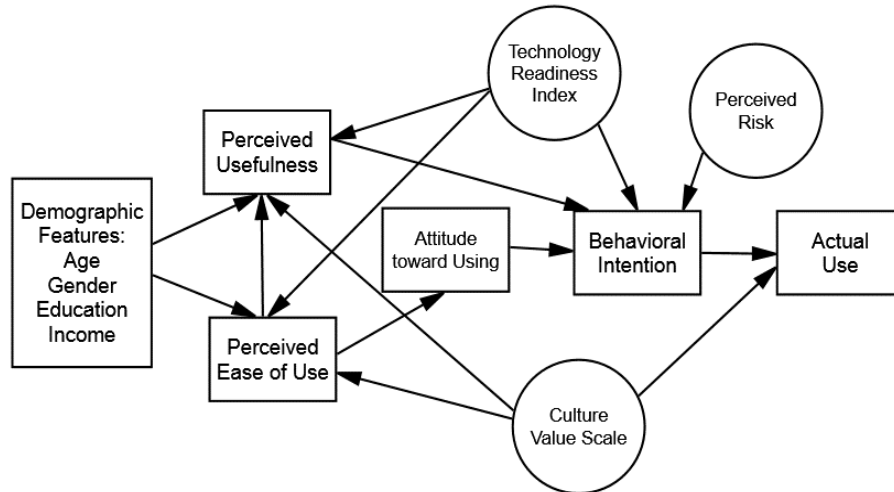 Technology
Readiness
Index
Perceived
Risk
Perceived
Usefulness
Demographic
Features:
Age
Gender
Education
Income
Attitude
toward Using
Behavioral
Intention
Actual
Use
Perceived
Ease of Use
Culture
Value Scale